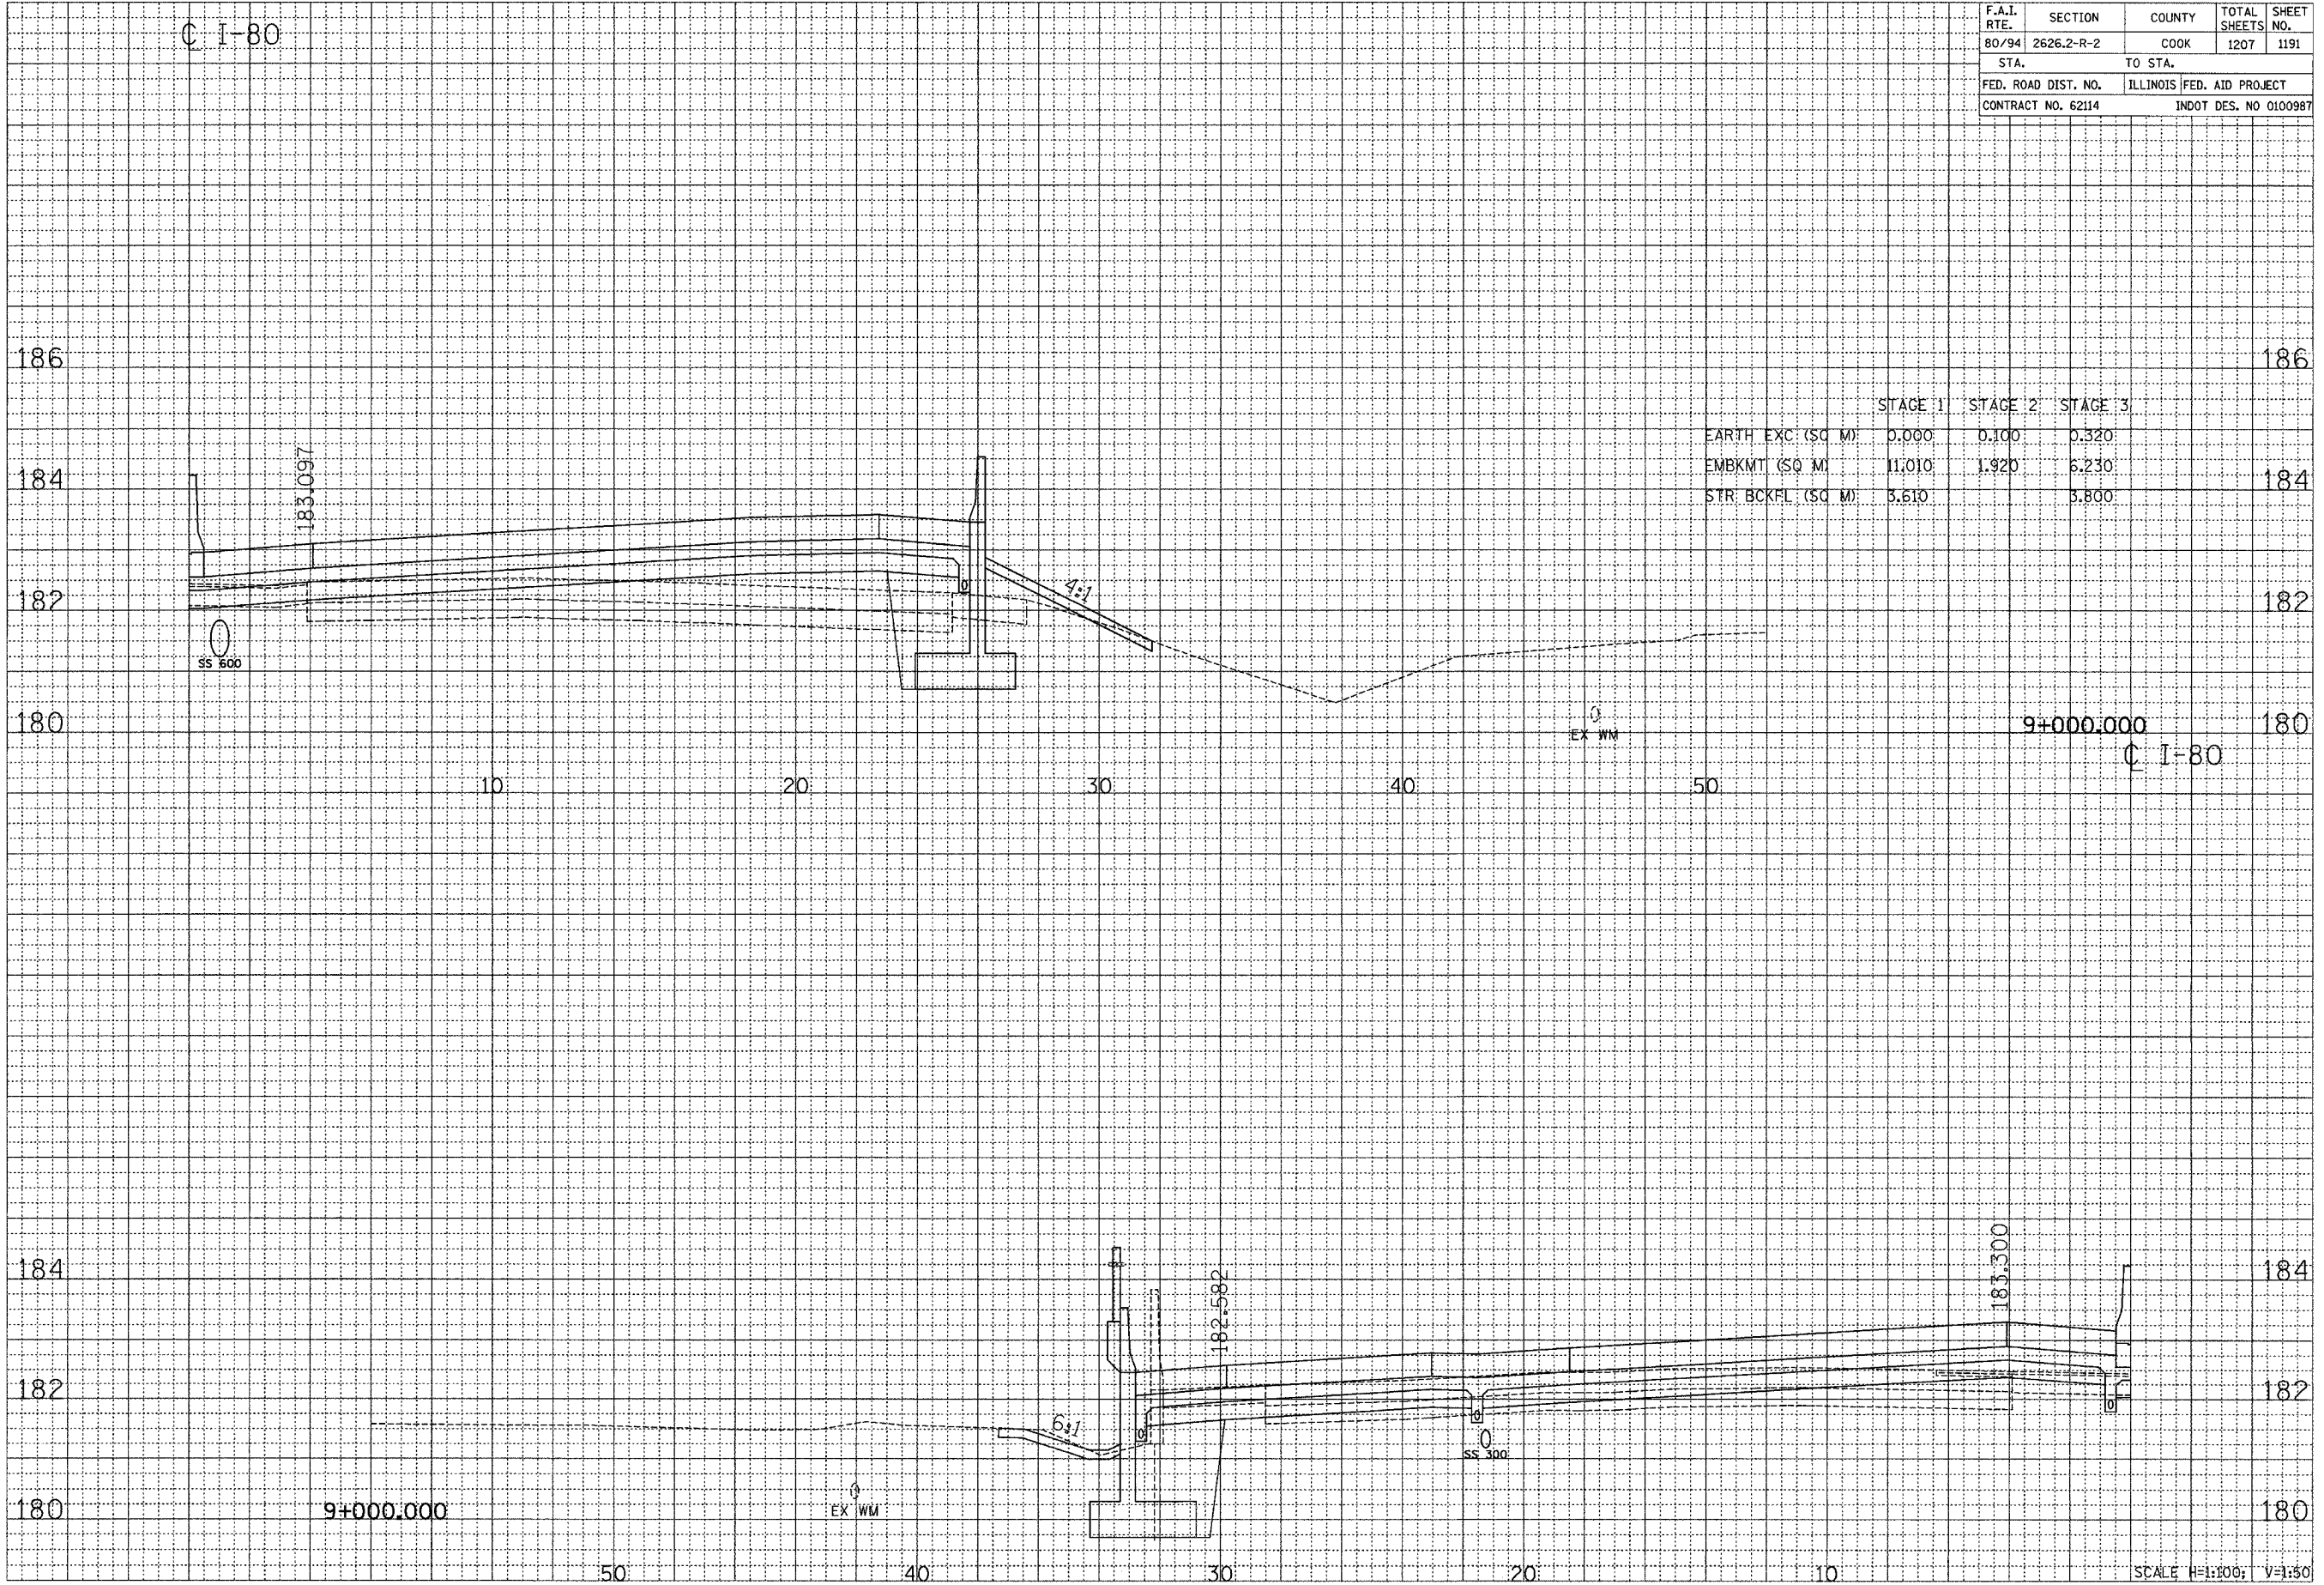 ℄ I-80
F.A.I. RTE. SECTION COUNTY TOTAL SHEETS SHEET NO.
80/94 2626.2-R-2 COOK 1207 1191
STA. TO STA.
FED. ROAD DIST. NO. ILLINOIS FED. AID PROJECT
CONTRACT NO. 62114 INDOT DES. NO 0100987
186 186
STAGE 1 STAGE 2 STAGE 3
EARTH EXC (SQ M) 0.000 0.100 0.320
EMBKMT (SQ M) 11.010 1.920 6.230
STR BCKFL (SQ M) 3.610 3.800
184 184
183.097
182 182
4:1
SS 600
180 180
EX WM
9+000.000
℄ I-80
10 20 30 40 50
184 184
183.300
182.582
182 182
6:1
SS 300
180 180
9+000.000
EX WM
50 40 30 20 10
SCALE H=1:100; V=1:50